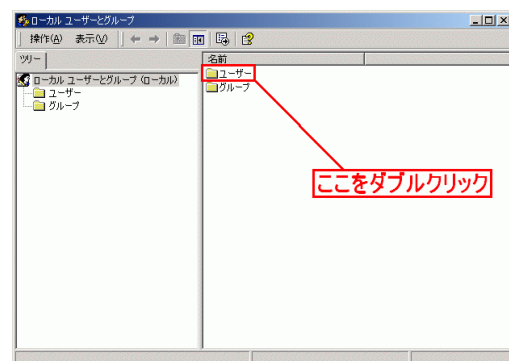 ローカル ユーザーとグループ
操作(A) 表示(V)
ツリー
名前
ローカル ユーザーとグループ (ローカル)
ユーザー
グループ
ユーザー
グループ
ここをダブルクリック